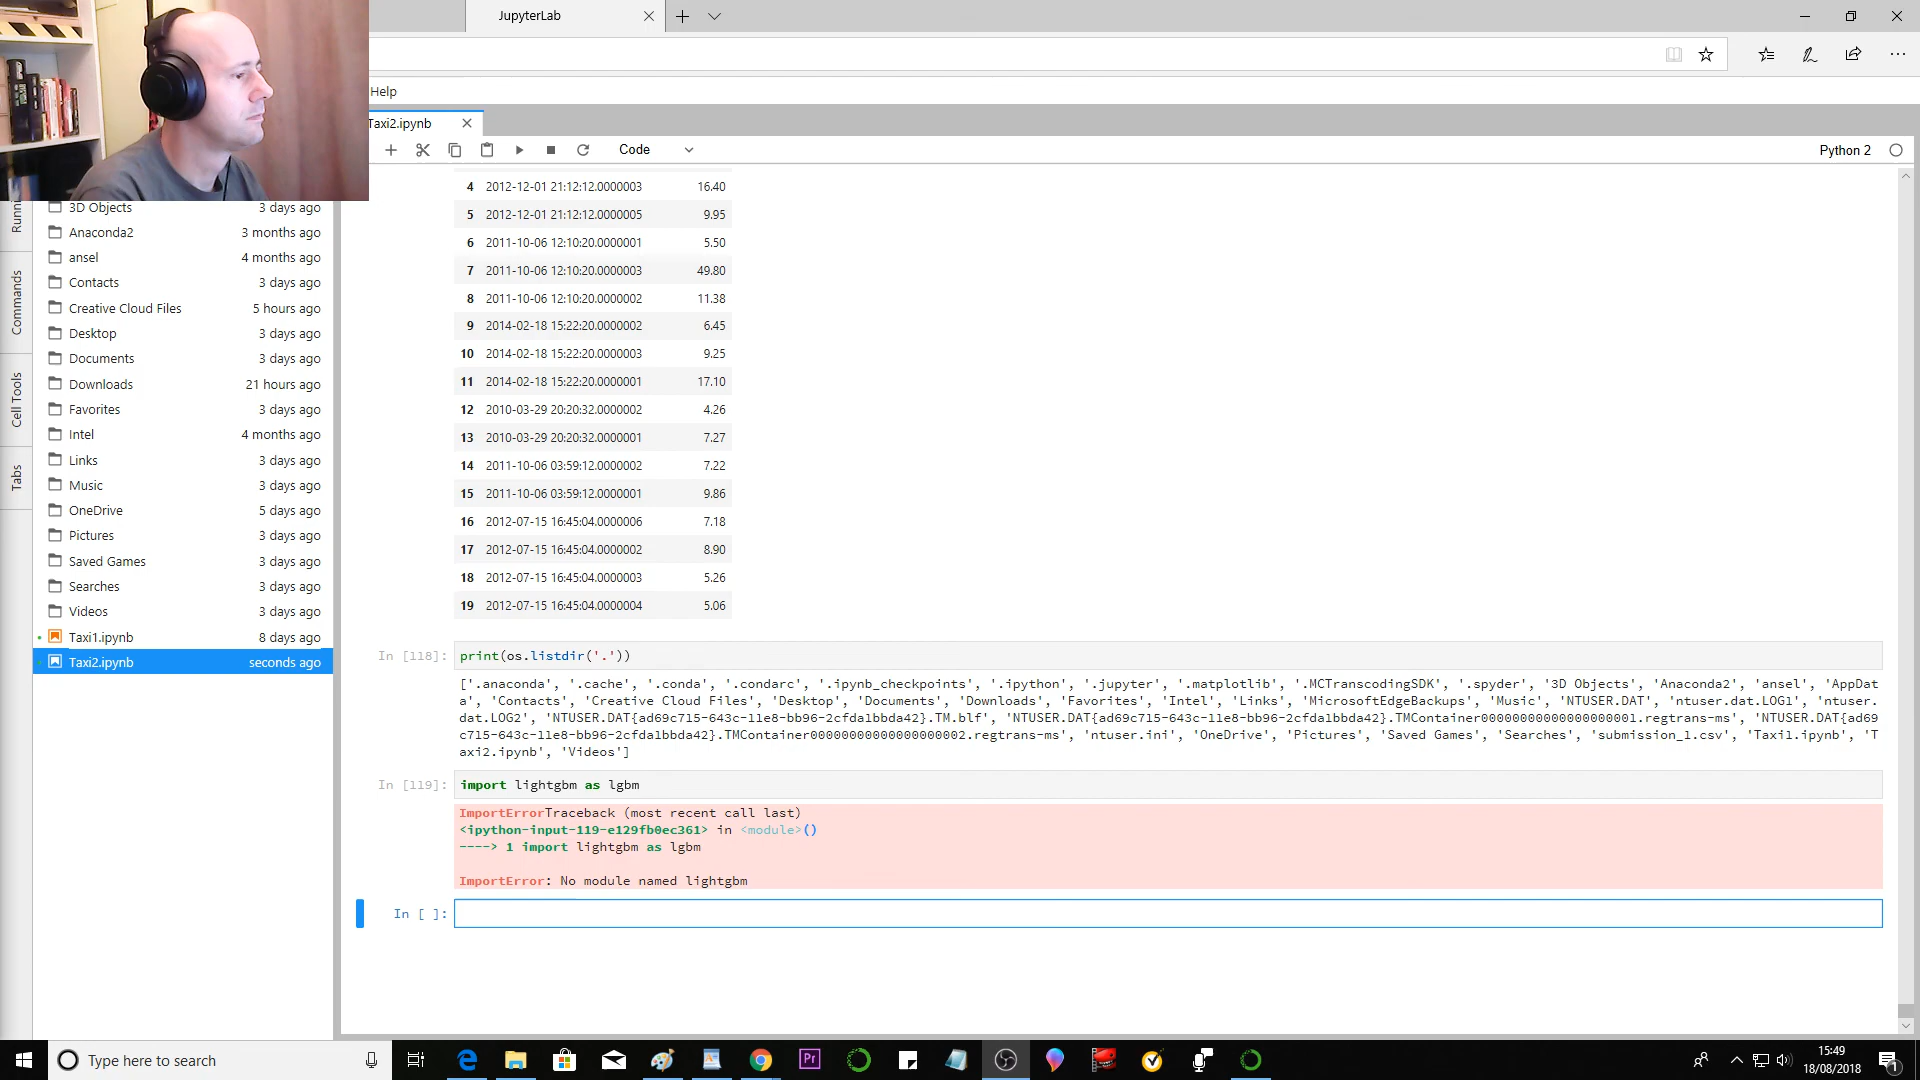 JupyterLab
Help
Taxi2.ipynb
Code
Python 2
Runn
Commands
Cell Tools
Tabs
3D Objects 3 days ago
Anaconda2 3 months ago
ansel 4 months ago
Contacts 3 days ago
Creative Cloud Files 5 hours ago
Desktop 3 days ago
Documents 3 days ago
Downloads 21 hours ago
Favorites 3 days ago
Intel 4 months ago
Links 3 days ago
Music 3 days ago
OneDrive 5 days ago
Pictures 3 days ago
Saved Games 3 days ago
Searches 3 days ago
Videos 3 days ago
Taxi1.ipynb 8 days ago
Taxi2.ipynb seconds ago
4 2012-12-01 21:12:12.0000003 16.40
5 2012-12-01 21:12:12.0000005 9.95
6 2011-10-06 12:10:20.0000001 5.50
7 2011-10-06 12:10:20.0000003 49.80
8 2011-10-06 12:10:20.0000002 11.38
9 2014-02-18 15:22:20.0000002 6.45
10 2014-02-18 15:22:20.0000003 9.25
11 2014-02-18 15:22:20.0000001 17.10
12 2010-03-29 20:20:32.0000002 4.26
13 2010-03-29 20:20:32.0000001 7.27
14 2011-10-06 03:59:12.0000002 7.22
15 2011-10-06 03:59:12.0000001 9.86
16 2012-07-15 16:45:04.0000006 7.18
17 2012-07-15 16:45:04.0000002 8.90
18 2012-07-15 16:45:04.0000003 5.26
19 2012-07-15 16:45:04.0000004 5.06
In [118]: print(os.listdir('.'))
['.anaconda', '.cache', '.conda', '.condarc', '.ipynb_checkpoints', '.ipython', '.jupyter', '.matplotlib', '.MCTranscodingSDK', '.spyder', '3D Objects', 'Anaconda2', 'ansel', 'AppDat
a', 'Contacts', 'Creative Cloud Files', 'Desktop', 'Documents', 'Downloads', 'Favorites', 'Intel', 'Links', 'MicrosoftEdgeBackups', 'Music', 'NTUSER.DAT', 'ntuser.dat.LOG1', 'ntuser.
dat.LOG2', 'NTUSER.DAT{ad69c715-643c-11e8-bb96-2cfda1bbda42}.TM.blf', 'NTUSER.DAT{ad69c715-643c-11e8-bb96-2cfda1bbda42}.TMContainer00000000000000000001.regtrans-ms', 'NTUSER.DAT{ad69
c715-643c-11e8-bb96-2cfda1bbda42}.TMContainer00000000000000000002.regtrans-ms', 'ntuser.ini', 'OneDrive', 'Pictures', 'Saved Games', 'Searches', 'submission_1.csv', 'Taxi1.ipynb', 'T
axi2.ipynb', 'Videos']
In [119]: import lightgbm as lgbm
ImportErrorTraceback (most recent call last)
<ipython-input-119-e129fb0ec361> in <module>()
----> 1 import lightgbm as lgbm
ImportError: No module named lightgbm
In [ ]:
Type here to search
Pr
15:49
18/08/2018
1